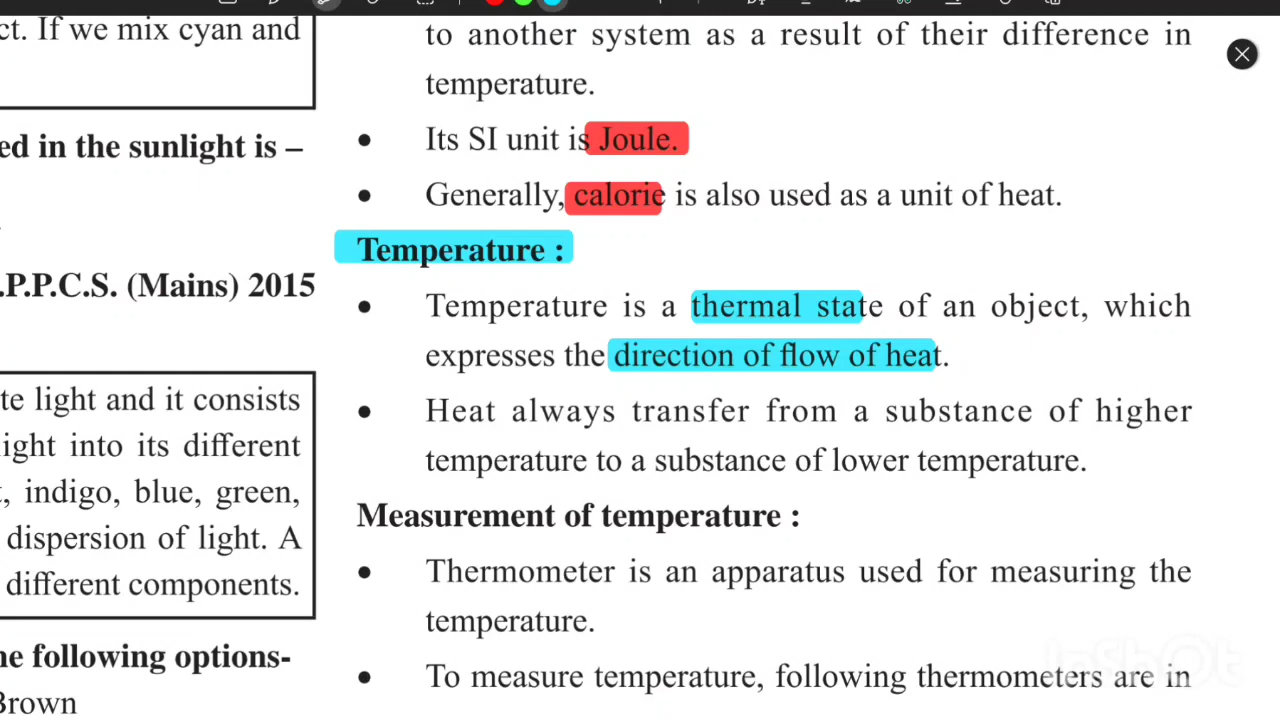 ct. If we mix cyan and
ed in the sunlight is –
.P.P.C.S. (Mains) 2015
te light and it consists
ight into its different
t, indigo, blue, green,
dispersion of light. A
different components.
ne following options-
Brown
to another system as a result of their difference in
temperature.
• Its SI unit is Joule.
• Generally, calorie is also used as a unit of heat.
Temperature :
• Temperature is a thermal state of an object, which
expresses the direction of flow of heat.
• Heat always transfer from a substance of higher
temperature to a substance of lower temperature.
Measurement of temperature :
• Thermometer is an apparatus used for measuring the
temperature.
• To measure temperature, following thermometers are in
InShOt